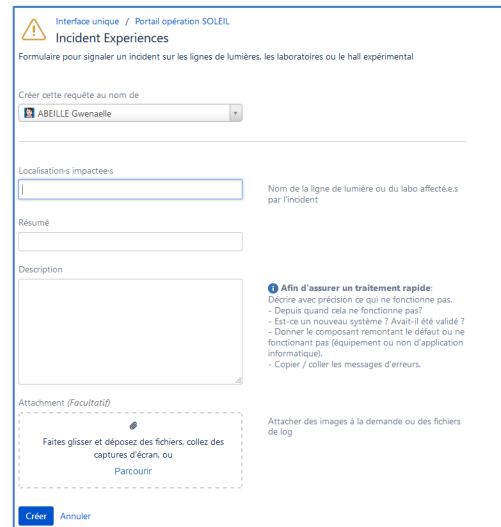 Interface unique / Portail opération SOLEIL
Incident Experiences
Formulaire pour signaler un incident sur les lignes de lumières, les laboratoires ou le hall expérimental
Créer cette requête au nom de
ABEILLE Gwenaelle
Localisation·s impactee·s
Nom de la ligne de lumière ou du labo affecté.e.s
par l'incident
Résumé
Description
Afin d'assurer un traitement rapide:
Décrire avec précision ce qui ne fonctionne pas.
- Depuis quand cela ne fonctionne pas?
- Est-ce un nouveau système ? Avait-il été validé ?
- Donner le composant remontant le défaut ou ne
fonctionant pas (équipement ou non d'application
informatique).
- Copier / coller les messages d'erreurs.
Attachment (Facultatif)
Faites glisser et déposez des fichiers, collez des
captures d'écran, ou
Parcourir
Attacher des images à la demande ou des fichiers
de log
Créer Annuler